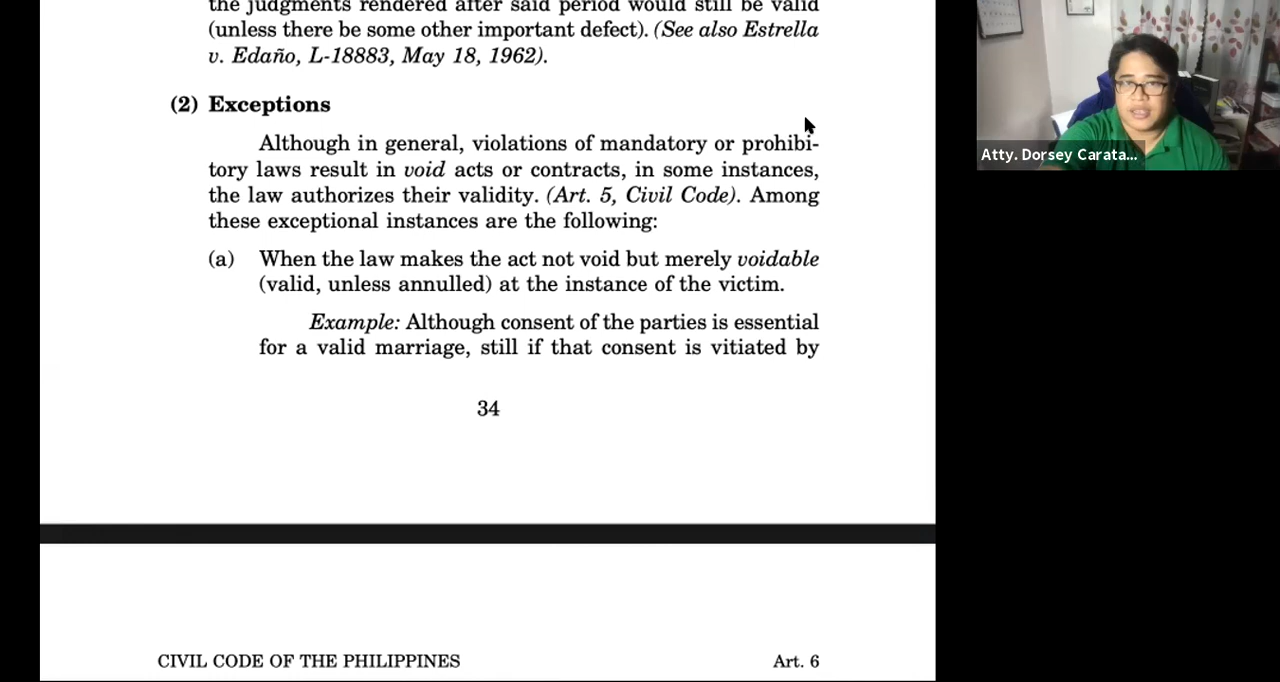 the judgments rendered after said period would still be valid
(unless there be some other important defect). (See also Estrella
v. Edaño, L-18883, May 18, 1962).
(2) Exceptions
Although in general, violations of mandatory or prohibi-
tory laws result in void acts or contracts, in some instances,
the law authorizes their validity. (Art. 5, Civil Code). Among
these exceptional instances are the following:
(a) When the law makes the act not void but merely voidable
(valid, unless annulled) at the instance of the victim.
Example: Although consent of the parties is essential
for a valid marriage, still if that consent is vitiated by
34
CIVIL CODE OF THE PHILIPPINES Art. 6
Atty. Dorsey Carata...